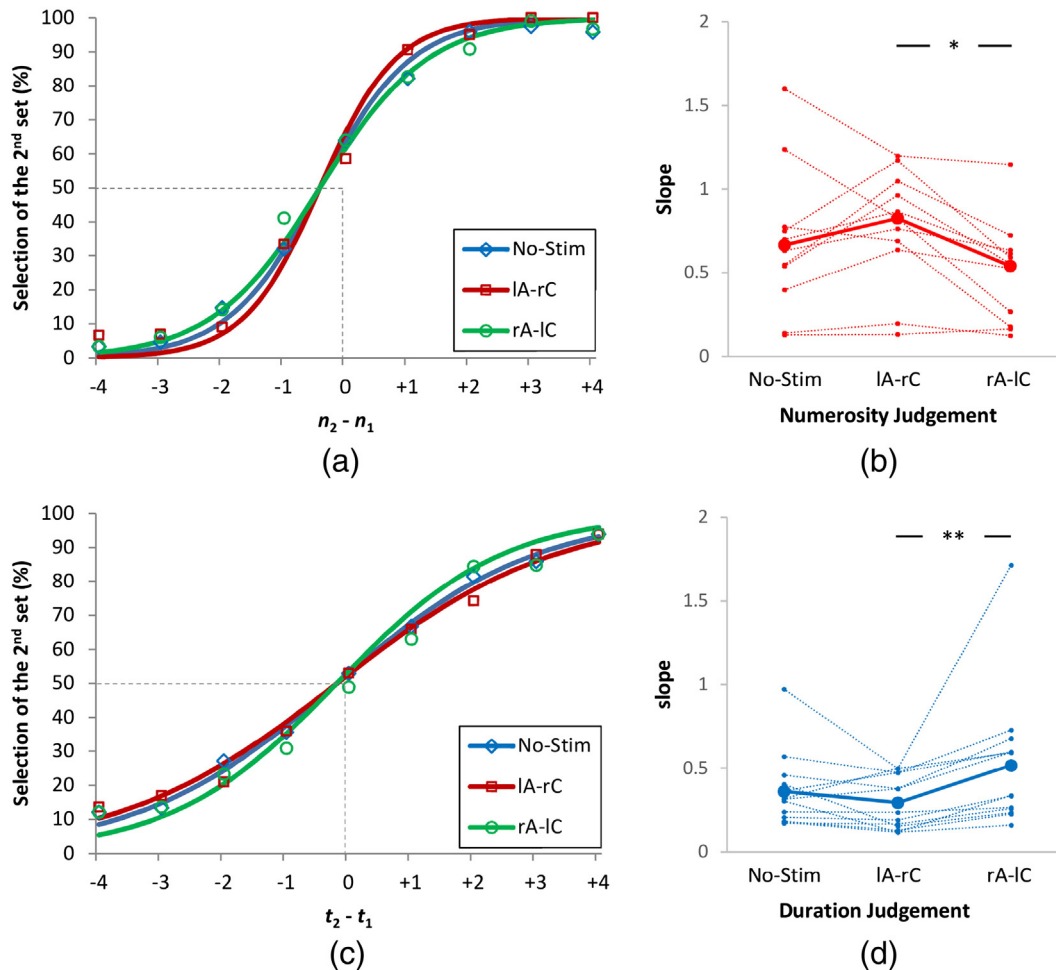 Selection of the 2nd set (%)
100
90
80
70
60
50
40
30
20
10
0
No-Stim
lA-rC
rA-lC
-4 -3 -2 -1 0 +1 +2 +3 +4
n2 - n1
(a)
Slope
2
1.5
1
0.5
0
*
No-Stim lA-rC rA-lC
Numerosity Judgement
(b)
Selection of the 2nd set (%)
100
90
80
70
60
50
40
30
20
10
0
No-Stim
lA-rC
rA-lC
-4 -3 -2 -1 0 +1 +2 +3 +4
t2 - t1
(c)
slope
2
1.5
1
0.5
0
**
No-Stim lA-rC rA-lC
Duration Judgement
(d)